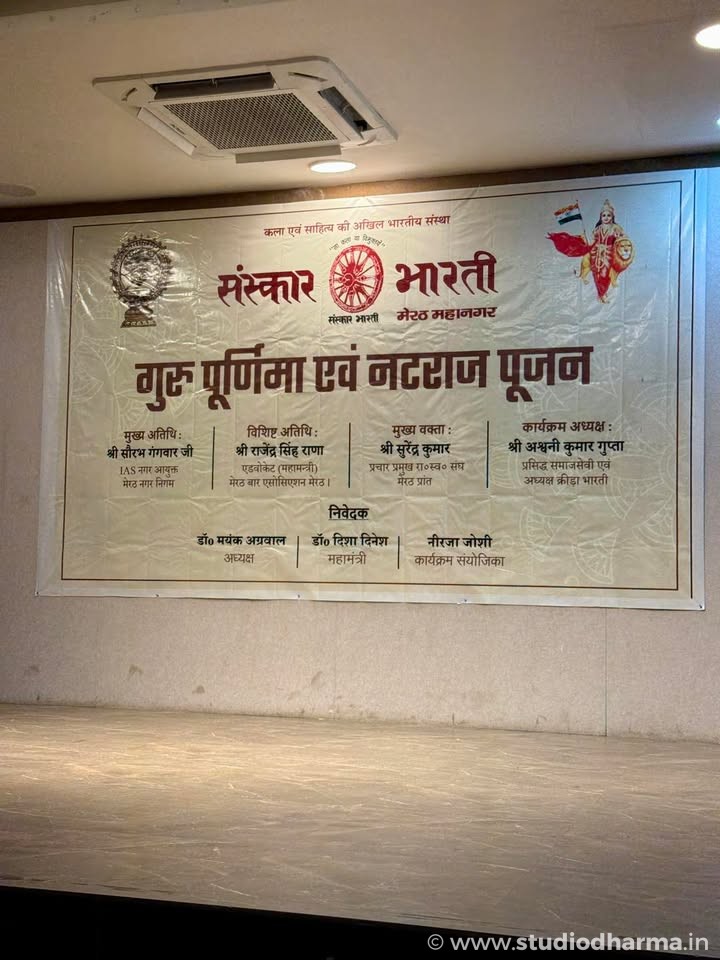 कला एवं साहित्य की अखिल भारतीय संस्था
"सा कला या विमुक्तये"
संस्कार भारती
संस्कार भारती
मेरठ महानगर
गुरु पूर्णिमा एवं नटराज पूजन
मुख्य अतिथि :
श्री सौरभ गंगवार जी
IAS नगर आयुक्त
मेरठ नगर निगम
विशिष्ट अतिथि :
श्री राजेंद्र सिंह राणा
एडवोकेट (महामन्त्री)
मेरठ बार एसोसिएशन मेरठ।
मुख्य वक्ता :
श्री सुरेंद्र कुमार
प्रचार प्रमुख रा०स्व० संघ
मेरठ प्रांत
कार्यक्रम अध्यक्ष :
श्री अश्वनी कुमार गुप्ता
प्रसिद्ध समाजसेवी एवं
अध्यक्ष क्रीड़ा भारती
निवेदक
डॉ० मयंक अग्रवाल
अध्यक्ष
डॉ० दिशा दिनेश
महामंत्री
नीरजा जोशी
कार्यक्रम संयोजिका
© www.studiodharma.in